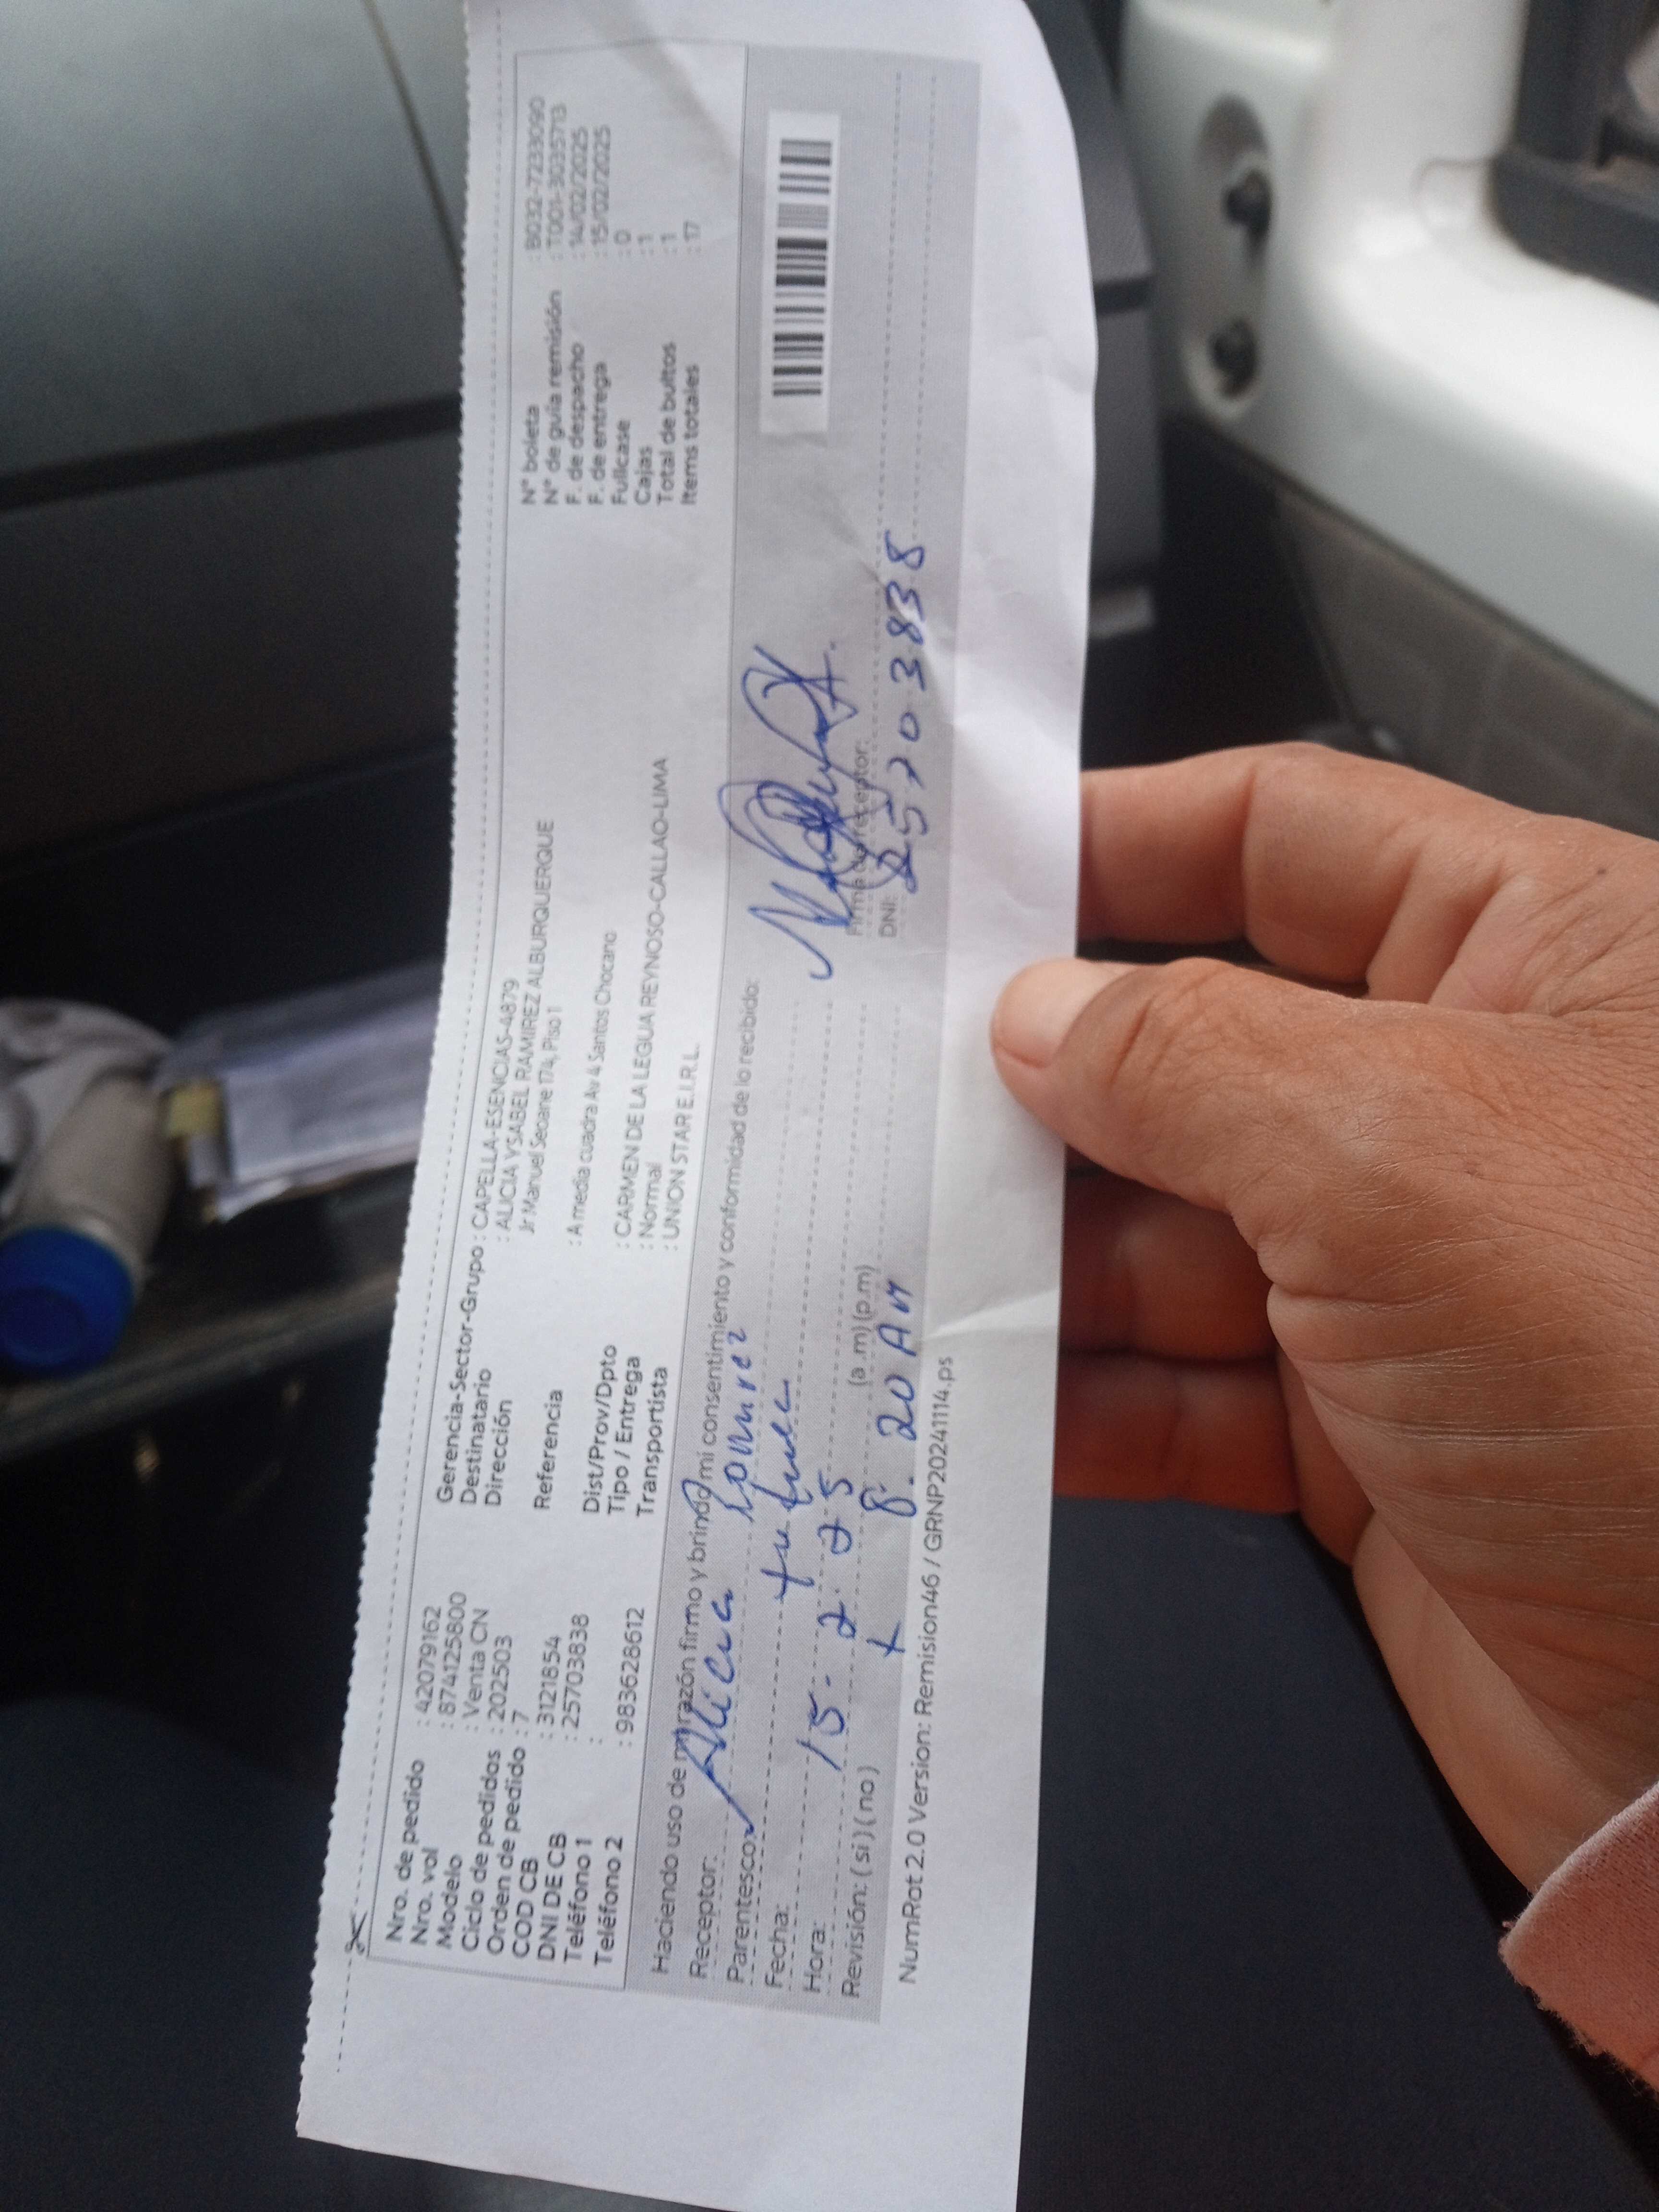 Nro. de pedido : 42079162
Nro. vol : 874125800
Modelo : Venta CN
Ciclo de pedidos : 202503
Orden de pedido : 7
COD CB : 3121854
DNI DE CB : 25703838
Teléfono 1 :
Teléfono 2 : 983628612
Gerencia-Sector-Grupo : CAPELLA-ESENCIAS-4879
Destinatario : ALICIA YSABEL RAMIREZ ALBURQUERQUE
Dirección Jr Manuel Seoane 174, Piso 1
Referencia : A media cuadra Av 4 Santos Chocano
Dist/Prov/Dpto : CARMEN DE LA LEGUA REYNOSO-CALLAO-LIMA
Tipo / Entrega : Normal
Transportista : UNION STAR E.I.R.L.
N° boleta : B032-7233090
N° de guía remisión : T001-3035713
F. de despacho : 14/02/2025
F. de entrega : 15/02/2025
Fullcase : 0
Cajas : 1
Total de bultos : 1
Items totales : 17
Haciendo uso de mi razón firmo y brindo mi consentimiento y conformidad de lo recibido:
Receptor: Alicia Ramirez
Parentesco:
Fecha: 15. 2. 25
Hora: 8. 20 AM (a.m) (p.m)
Revisión: ( si ) ( no )
Firma del receptor:
DNI: 25703838
NumRot 2.0 Version: Remision46 / GRNP20241114.ps